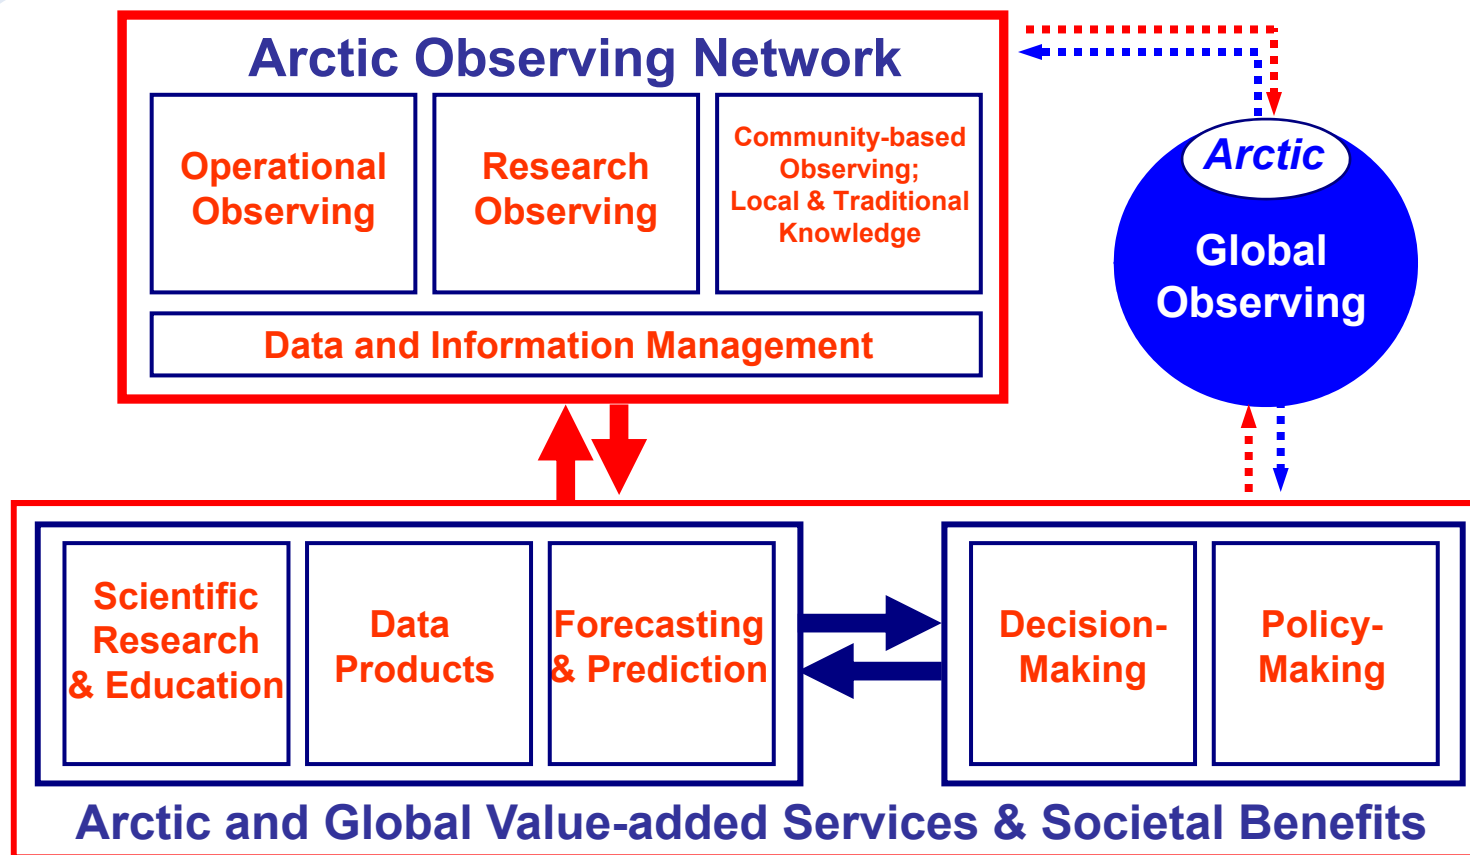 Arctic Observing Network
Operational
Observing
Research
Observing
Community-based
Observing;
Local & Traditional
Knowledge
Data and Information Management
Arctic
Global
Observing
Scientific
Research
& Education
Data
Products
Forecasting
& Prediction
Decision-
Making
Policy-
Making
Arctic and Global Value-added Services & Societal Benefits